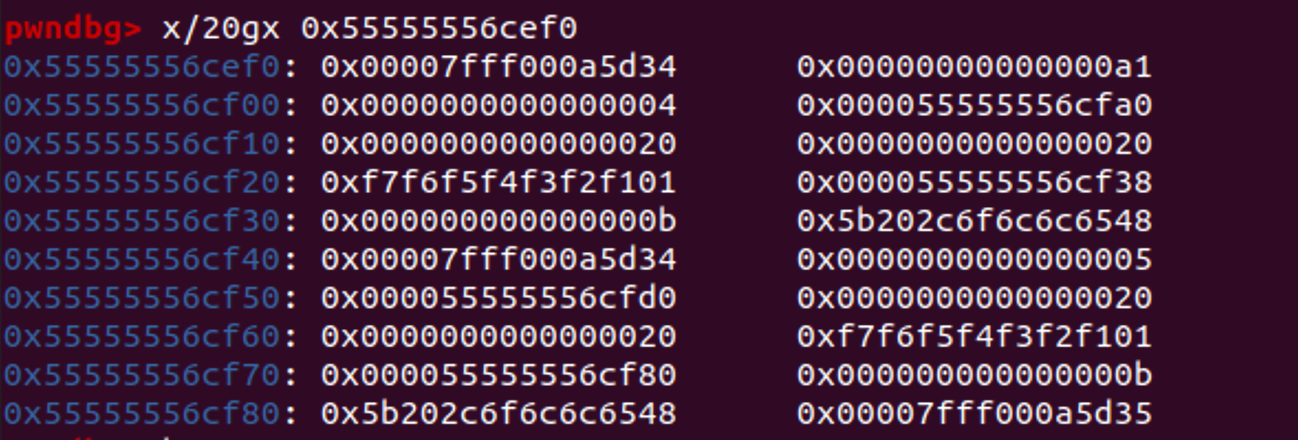 pwndbg> x/20gx 0x55555556cef0
0x55555556cef0: 0x00007fff000a5d34 0x00000000000000a1
0x55555556cf00: 0x0000000000000004 0x000055555556cfa0
0x55555556cf10: 0x0000000000000020 0x0000000000000020
0x55555556cf20: 0xf7f6f5f4f3f2f101 0x000055555556cf38
0x55555556cf30: 0x000000000000000b 0x5b202c6f6c6c6548
0x55555556cf40: 0x00007fff000a5d34 0x0000000000000005
0x55555556cf50: 0x000055555556cfd0 0x0000000000000020
0x55555556cf60: 0x0000000000000020 0xf7f6f5f4f3f2f101
0x55555556cf70: 0x000055555556cf80 0x000000000000000b
0x55555556cf80: 0x5b202c6f6c6c6548 0x00007fff000a5d35